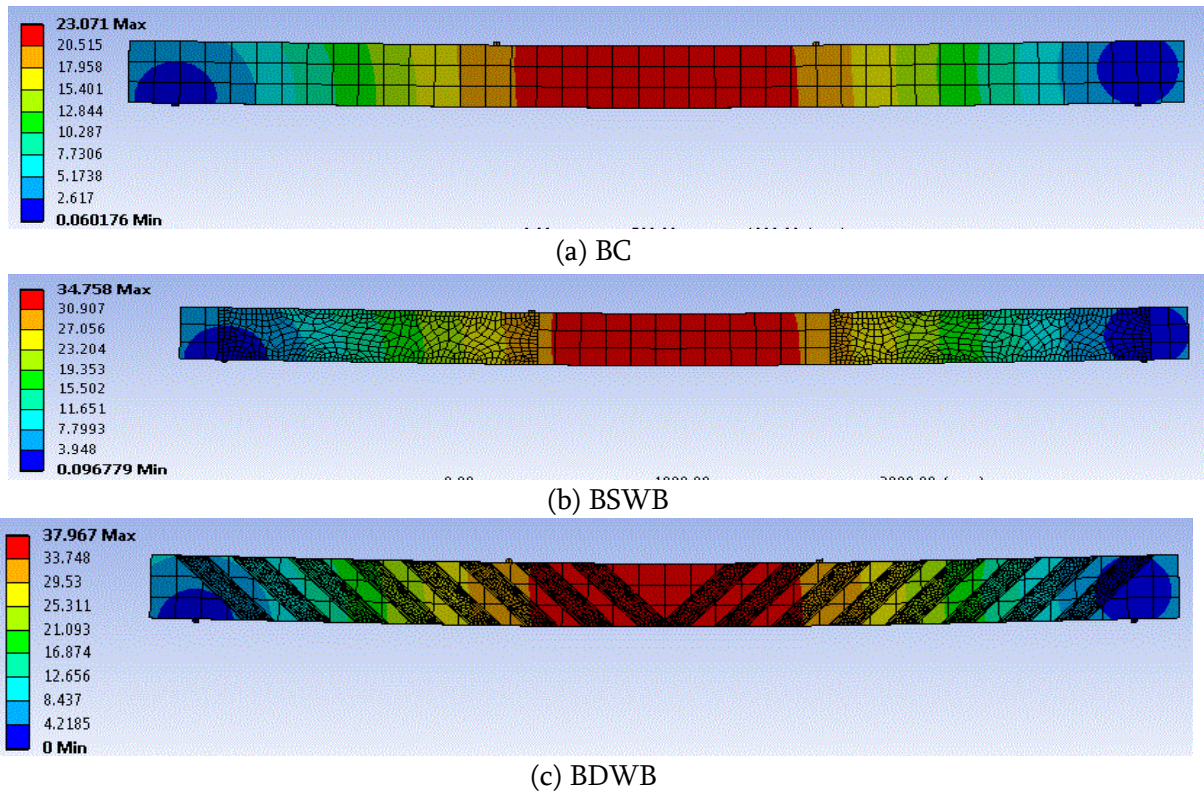 23.071 Max
20.515
17.958
15.401
12.844
10.287
7.7306
5.1738
2.617
0.060176 Min
(a) BC
34.758 Max
30.907
27.056
23.204
19.353
15.502
11.651
7.7993
3.948
0.096779 Min
(b) BSWB
37.967 Max
33.748
29.53
25.311
21.093
16.874
12.656
8.437
4.2185
0 Min
(c) BDWB